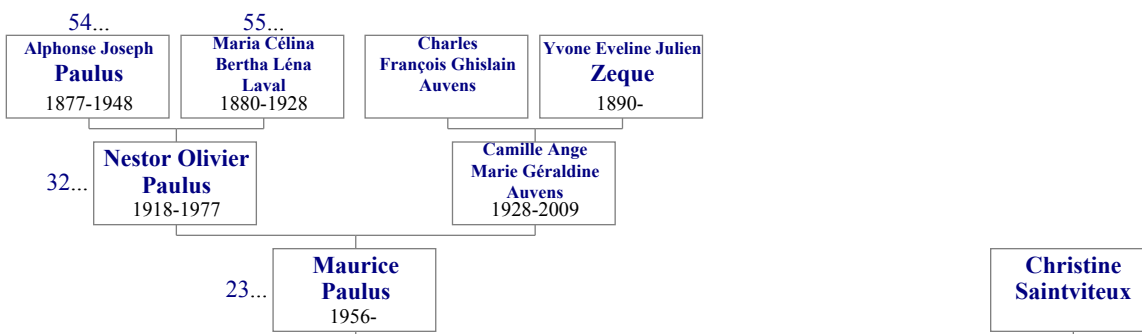 54...
55...
Alphonse Joseph
Paulus
1877-1948
Maria Célina
Bertha Léna
Laval
1880-1928
Charles
François Ghislain
Auvens
Yvone Eveline Julien
Zeque
1890-
32...
Nestor Olivier
Paulus
1918-1977
Camille Ange
Marie Géraldine
Auvens
1928-2009
23...
Maurice
Paulus
1956-
Christine
Saintviteux